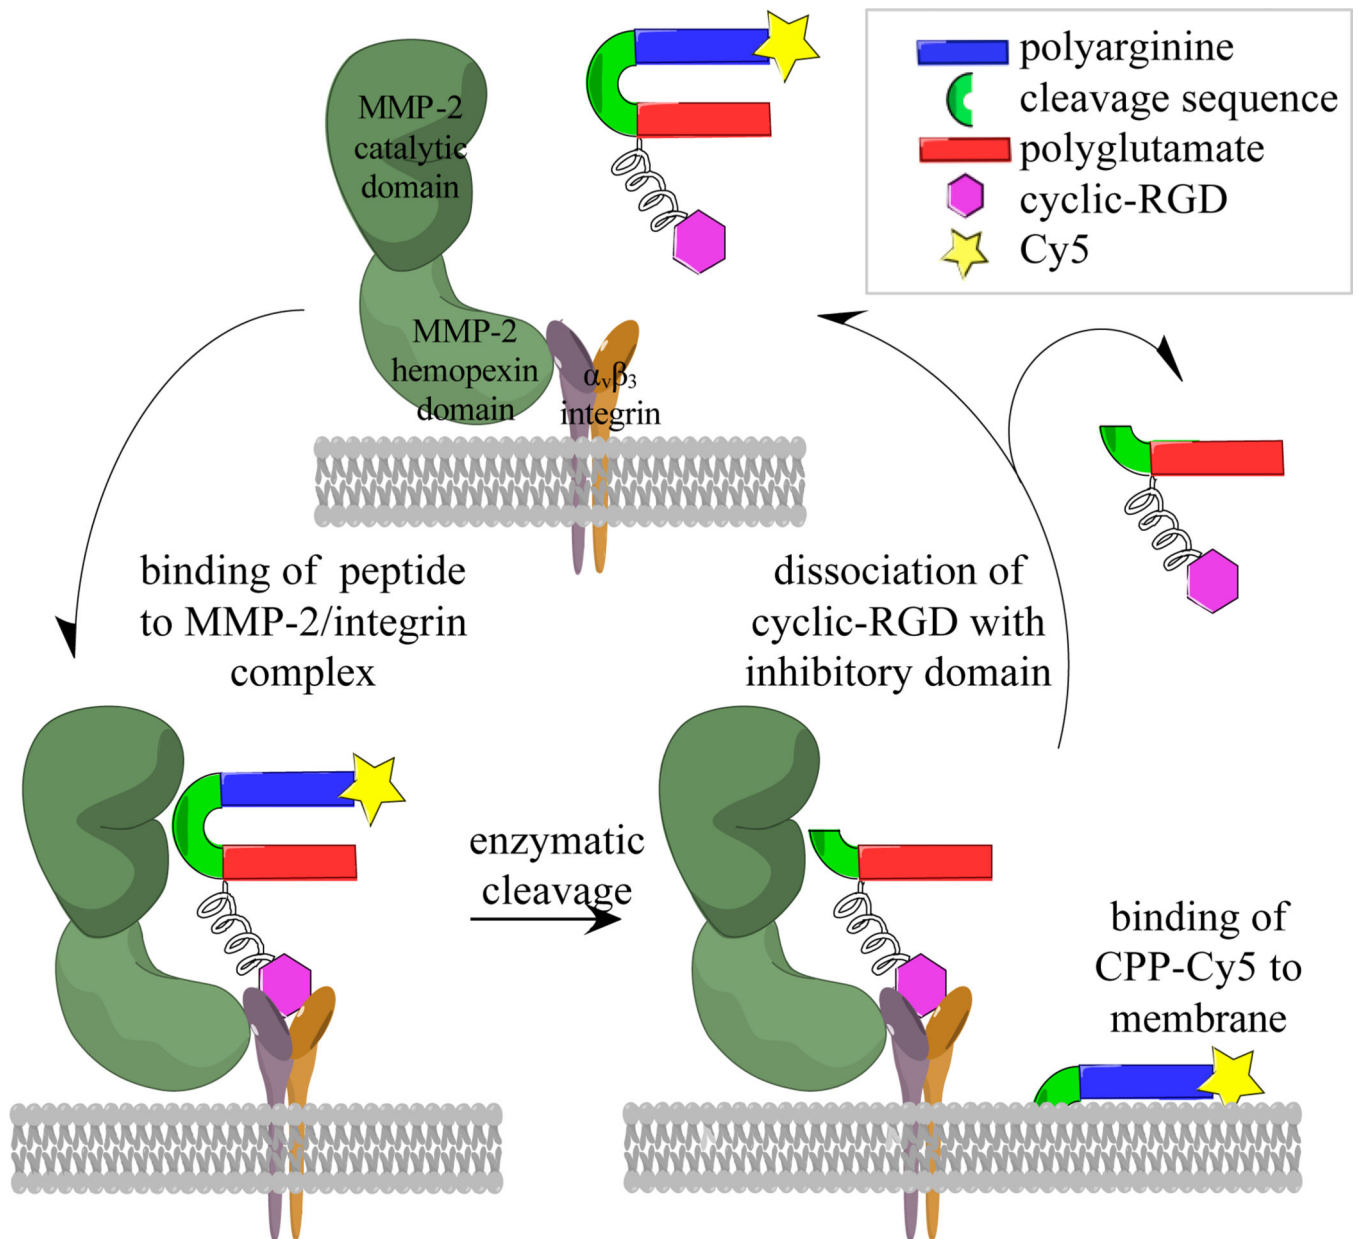 MMP-2
catalytic
domain
polyarginine
cleavage sequence
polyglutamate
cyclic-RGD
Cy5
MMP-2
hemopexin
domain
αvβ3
integrin
binding of peptide
to MMP-2/integrin
complex
dissociation of
cyclic-RGD with
inhibitory domain
enzymatic
cleavage
binding of
CPP-Cy5 to
membrane